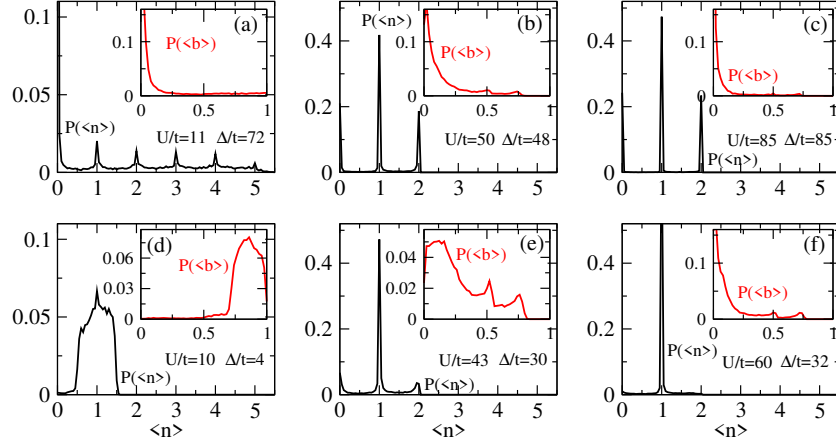 (a)
0.1
0.05
0
0 1 2 3 4 5
P(<n>)
U/t=11 Δ/t=72
0.1
0
0 0.5 1
P(<b>)
(b)
0.4
0.2
0
0 1 2 3 4 5
P(<n>)
U/t=50 Δ/t=48
0.1
0
0 0.5 1
P(<b>)
(c)
0.4
0.2
0
0 1 2 3 4 5
P(<n>)
U/t=85 Δ/t=85
0.1
0
0 0.5 1
P(<b>)
(d)
0.1
0.05
0
0 1 2 3 4 5
P(<n>)
U/t=10 Δ/t=4
0.075
0.025
0
0 0.5 1
P(<b>)
<n>
(e)
0.4
0.2
0
0 1 2 3 4 5
P(<n>)
U/t=43 Δ/t=30
0.04
0.02
0
0 0.5 1
P(<b>)
<n>
(f)
0.4
0.2
0
0 1 2 3 4 5
P(<n>)
U/t=60 Δ/t=32
0.1
0
0 0.5 1
P(<b>)
<n>